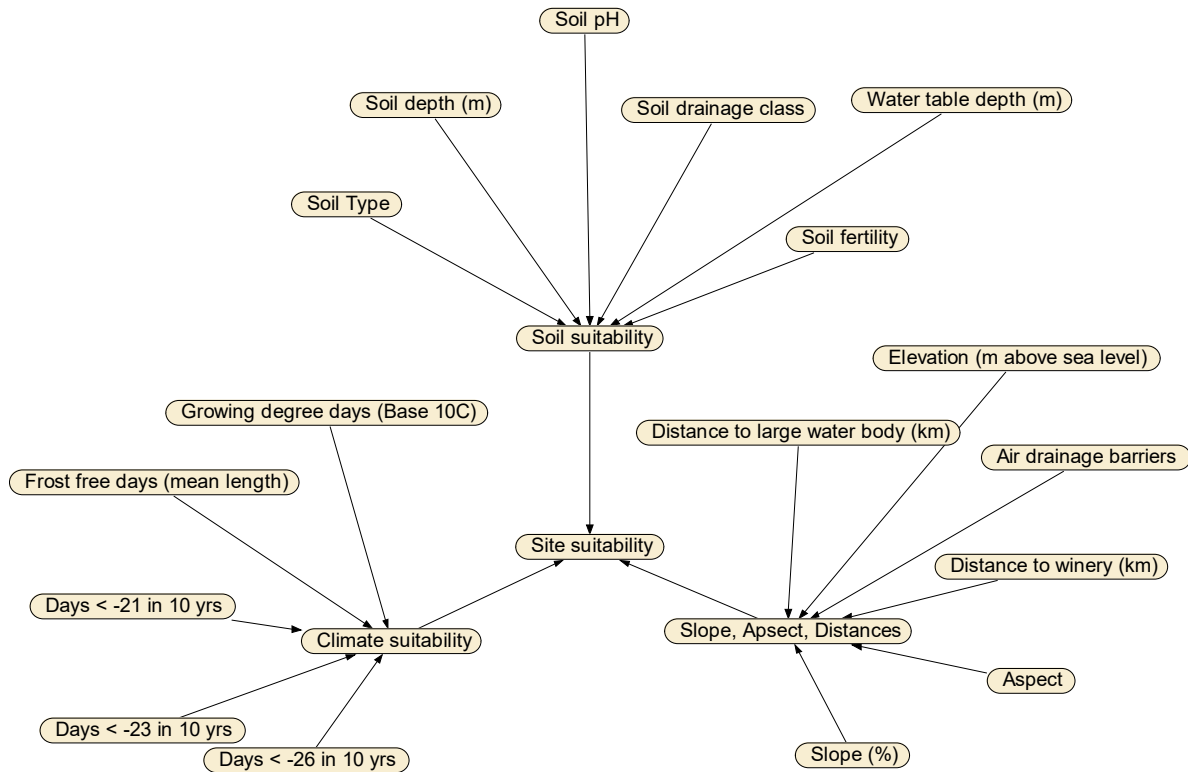 Soil pH
Soil depth (m)
Soil drainage class
Water table depth (m)
Soil Type
Soil fertility
Soil suitability
Elevation (m above sea level)
Growing degree days (Base 10C)
Distance to large water body (km)
Air drainage barriers
Frost free days (mean length)
Site suitability
Distance to winery (km)
Days < -21 in 10 yrs
Climate suitability
Slope, Apsect, Distances
Aspect
Days < -23 in 10 yrs
Days < -26 in 10 yrs
Slope (%)